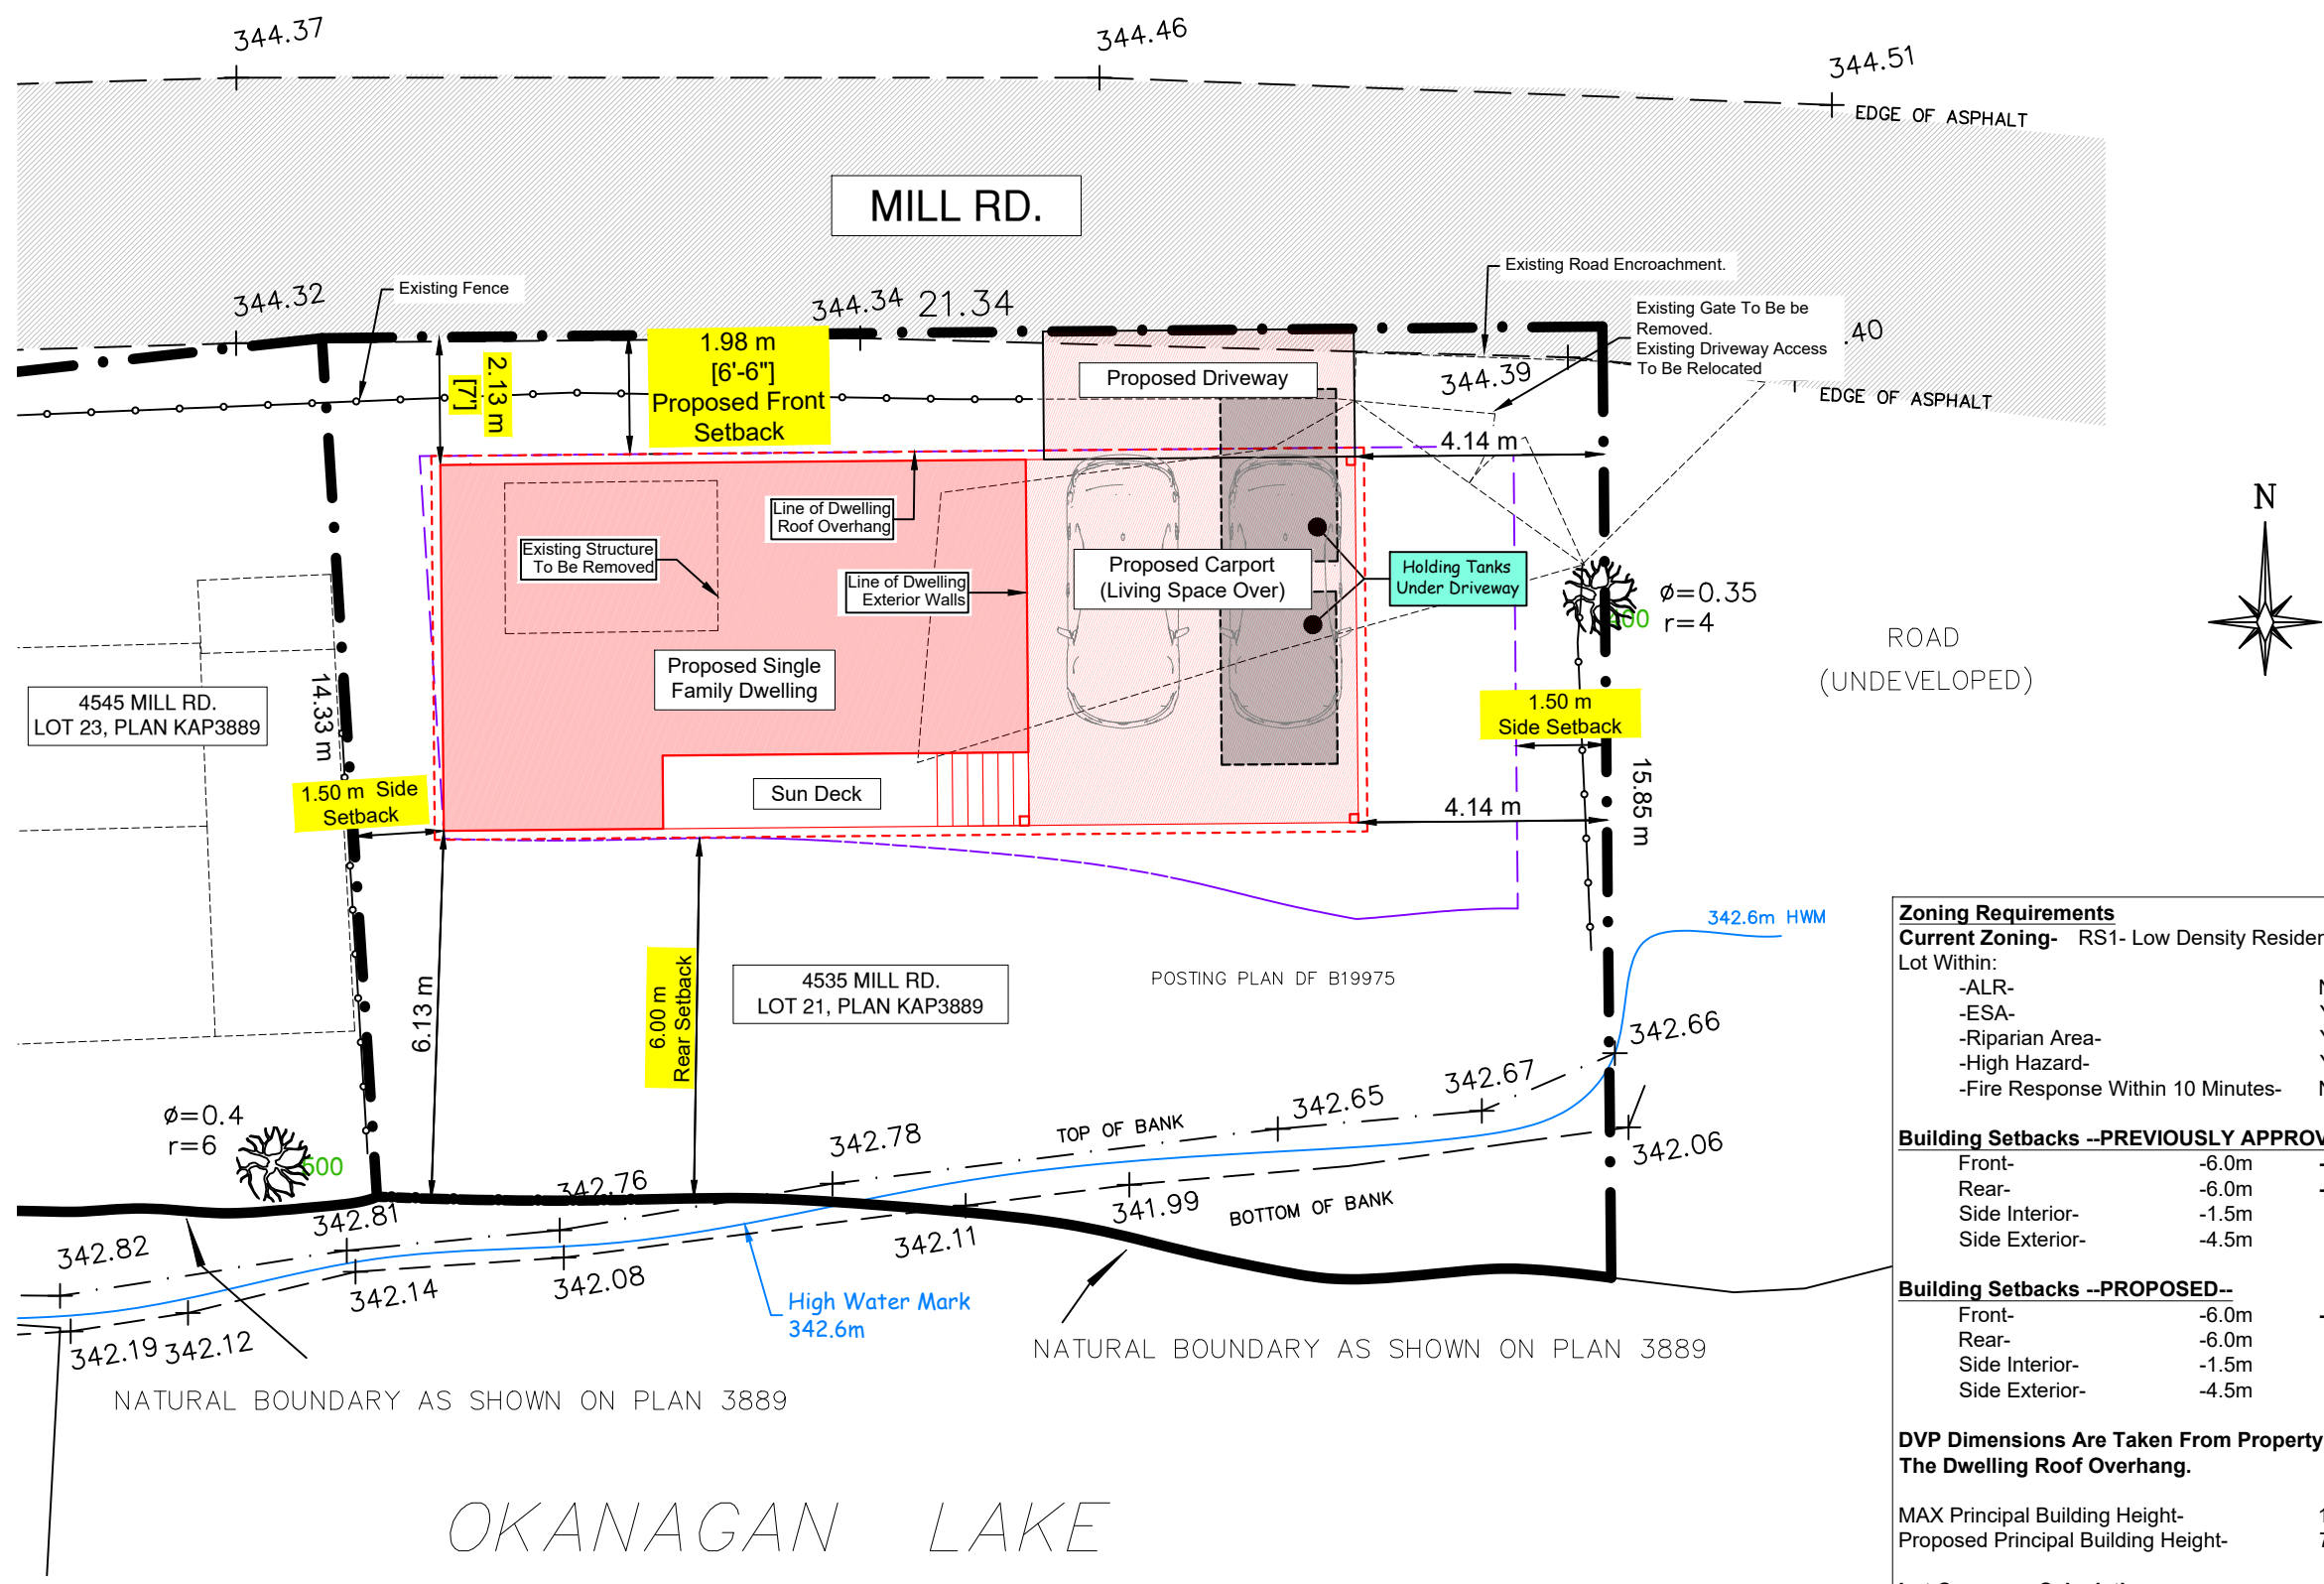 344.37
344.46
344.51
EDGE OF ASPHALT
MILL RD.
Existing Road Encroachment.
Existing Fence
344.32
344.34
21.34
Existing Gate To Be be
Removed.
Existing Driveway Access
To Be Relocated
.40
1.98 m
[6'-6"]
Proposed Front
Setback
2.13 m
[7']
Proposed Driveway
344.39
EDGE OF ASPHALT
4.14 m
N
Line of Dwelling
Roof Overhang
Existing Structure
To Be Removed
Proposed Carport
(Living Space Over)
Holding Tanks
Under Driveway
Line of Dwelling
Exterior Walls
ø=0.35
r=4
400
ROAD
(UNDEVELOPED)
Proposed Single
Family Dwelling
4545 MILL RD.
LOT 23, PLAN KAP3889
14.33 m
1.50 m
Side Setback
1.50 m Side
Setback
Sun Deck
4.14 m
15.85 m
342.6m HWM
6.13 m
6.00 m
Rear Setback
4535 MILL RD.
LOT 21, PLAN KAP3889
POSTING PLAN DF B19975
342.66
342.67
342.65
342.78
TOP OF BANK
342.06
ø=0.4
r=6
342.76
342.81
342.82
341.99
BOTTOM OF BANK
342.11
342.08
342.14
342.19
342.12
High Water Mark
342.6m
NATURAL BOUNDARY AS SHOWN ON PLAN 3889
NATURAL BOUNDARY AS SHOWN ON PLAN 3889
OKANAGAN LAKE
Zoning Requirements
Current Zoning- RS1- Low Density
Lot Within:
-ALR-
-ESA-
-Riparian Area-
-High Hazard-
-Fire Response Within 10 Minutes-
Building Setbacks --PREVIOUSLY
Front- -6.0m
Rear- -6.0m
Side Interior- -1.5m
Side Exterior- -4.5m
Building Setbacks --PROPOSED--
Front- -6.0m
Rear- -6.0m
Side Interior- -1.5m
Side Exterior- -4.5m
DVP Dimensions Are Taken From Property
The Dwelling Roof Overhang.
MAX Principal Building Height-
Proposed Principal Building Height-